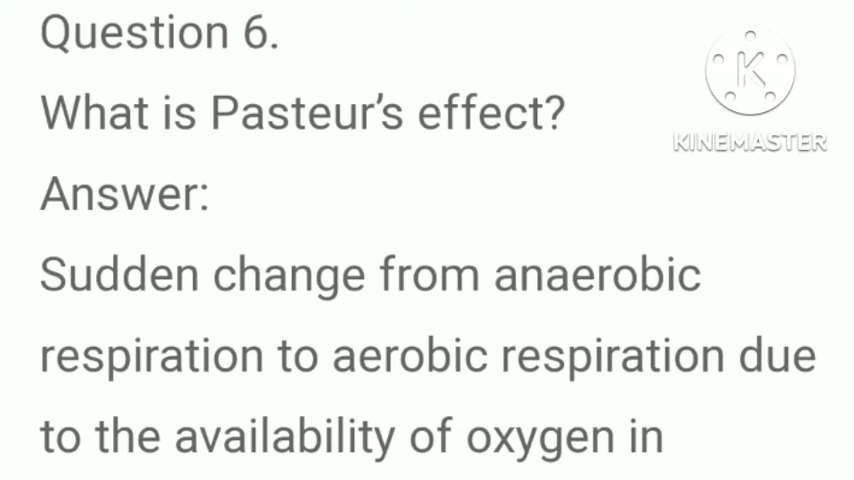 Question 6.
What is Pasteur's effect?
Answer:
Sudden change from anaerobic
respiration to aerobic respiration due
to the availability of oxygen in
K
KINEMASTER